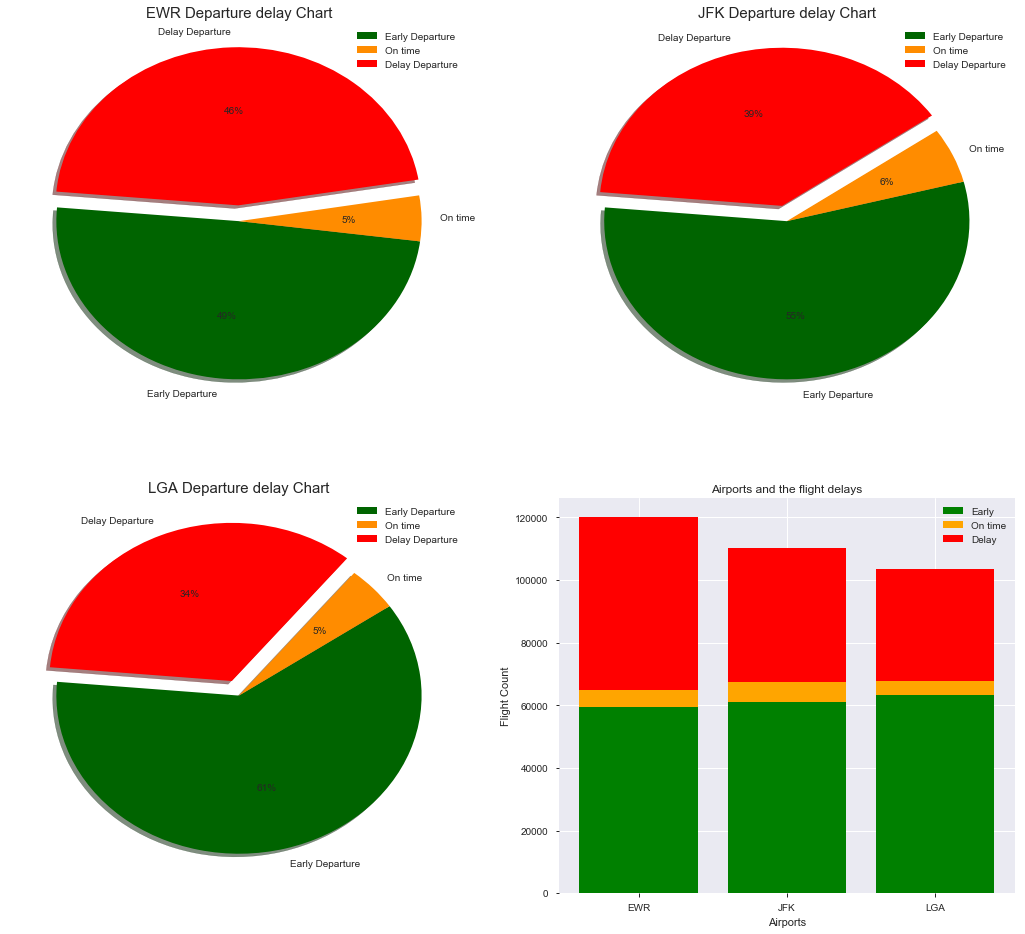 EWR Departure delay Chart
Delay Departure
Early Departure
On time
Delay Departure
46%
On time
5%
49%
Early Departure
JFK Departure delay Chart
Delay Departure
Early Departure
On time
Delay Departure
39%
On time
6%
55%
Early Departure
LGA Departure delay Chart
Delay Departure
Early Departure
On time
Delay Departure
On time
34%
5%
61%
Early Departure
Airports and the flight delays
Early
On time
Delay
120000
100000
80000
60000
40000
20000
0
Flight Count
EWR
JFK
LGA
Airports